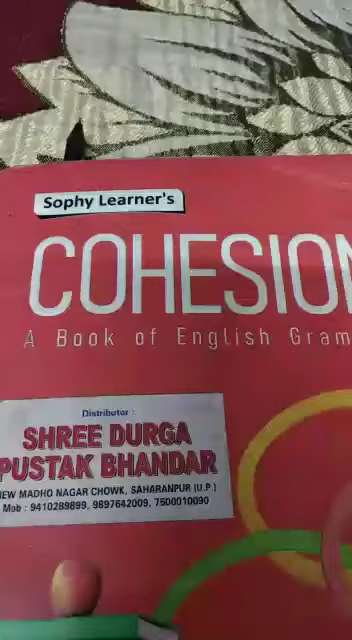 Sophy Learner's
COHESION
A Book of English Gram
Distributor :
SHREE DURGA
PUSTAK BHANDAR
NEW MADHO NAGAR CHOWK, SAHARANPUR (U.P.)
Mob : 9410289899, 9897642009, 7500010090